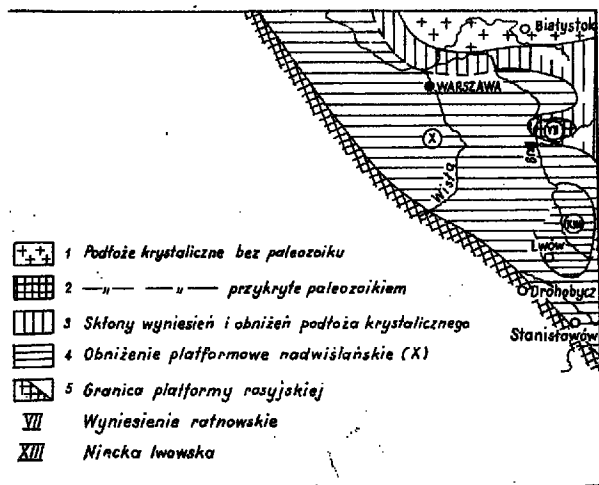 Białystok
WARSZAWA
VII
Bug
X
Wisła
XIII
Lwów
Drohobycz
Stanisławów
1 Podłoże krystaliczne bez paleozoiku
2 —〃— —〃— przykryte paleozoikiem
3 Skłony wyniesień i obniżeń podłoża krystalicznego
4 Obniżenie platformowe nadwiślańskie (X)
5 Granica platformy rosyjskiej
VII Wyniesienie ratnowskie
XIII Niecka lwowska